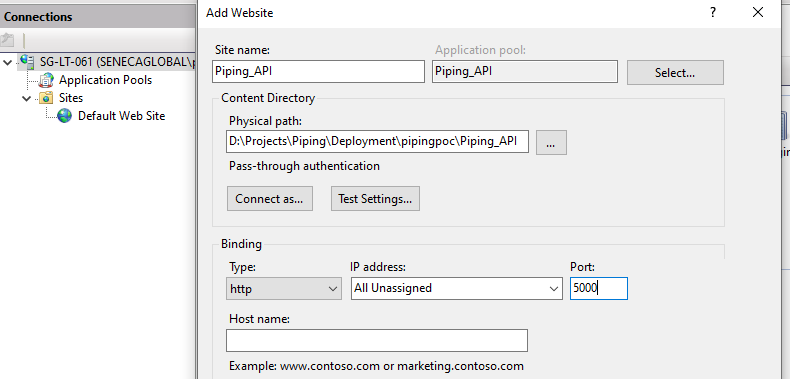 Connections
SG-LT-061 (SENECAGLOBAL\
Application Pools
Sites
Default Web Site
Add Website
?
Site name:
Application pool:
Piping_API
Piping_API
Select...
Content Directory
Physical path:
D:\Projects\Piping\Deployment\pipingpoc\Piping_API
...
Pass-through authentication
Connect as...
Test Settings...
Binding
Type:
IP address:
Port:
http
All Unassigned
5000
Host name:
Example: www.contoso.com or marketing.contoso.com